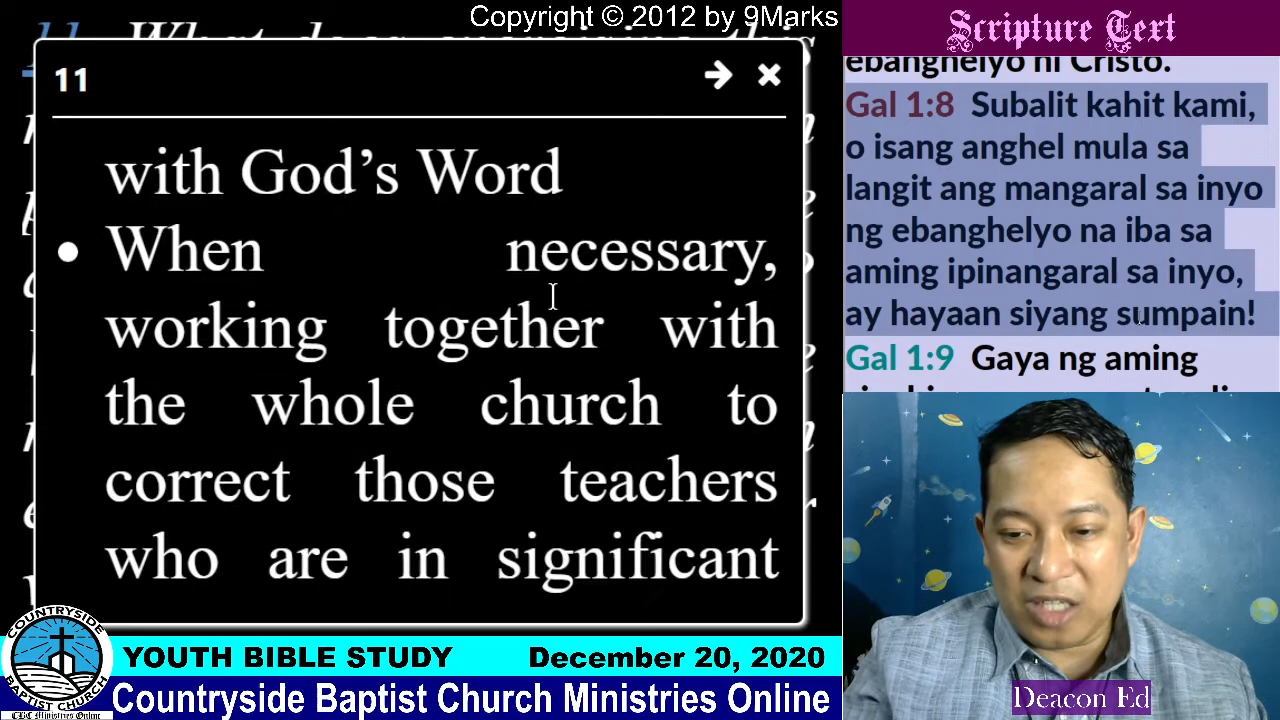 Copyright © 2012 by 9Marks
11
with God's Word
• When necessary,
working together with
the whole church to
correct those teachers
who are in significant
Scripture Text
ebanghelyo ni Cristo.
Gal 1:8 Subalit kahit kami,
o isang anghel mula sa
langit ang mangaral sa inyo
ng ebanghelyo na iba sa
aming ipinangaral sa inyo,
ay hayaan siyang sumpain!
Gal 1:9 Gaya ng aming
COUNTRYSIDE
BAPTIST CHURCH
CBC Ministries Online
YOUTH BIBLE STUDY December 20, 2020
Countryside Baptist Church Ministries Online
Deacon Ed